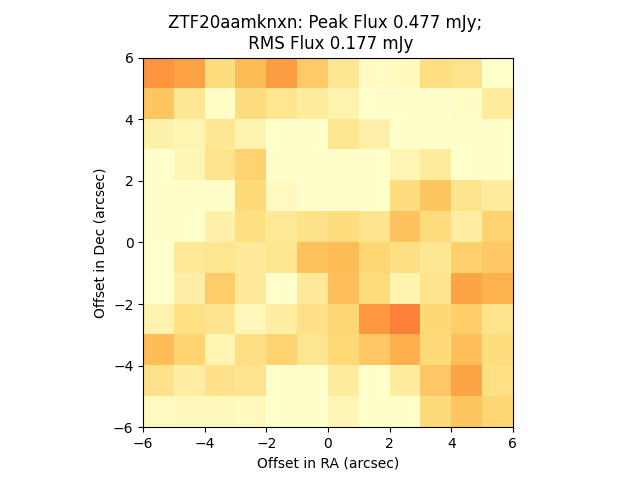 ZTF20aamknxn: Peak Flux 0.477 mJy;
RMS Flux 0.177 mJy
6
4
2
0
−2
−4
−6
Offset in Dec (arcsec)
−6 −4 −2 0 2 4 6
Offset in RA (arcsec)